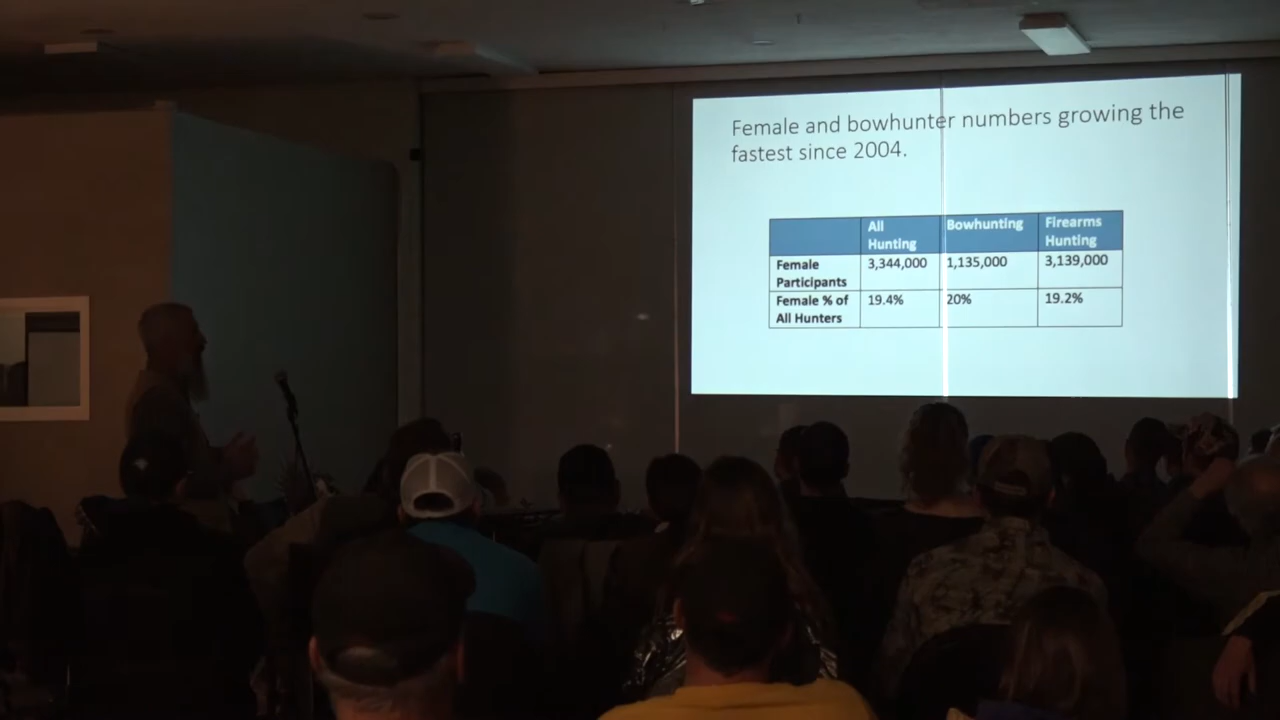 Female and bowhunter numbers growing the
fastest since 2004.
All Hunting
Bowhunting
Firearms Hunting
Female Participants
3,344,000
1,135,000
3,139,000
Female % of All Hunters
19.4%
20%
19.2%